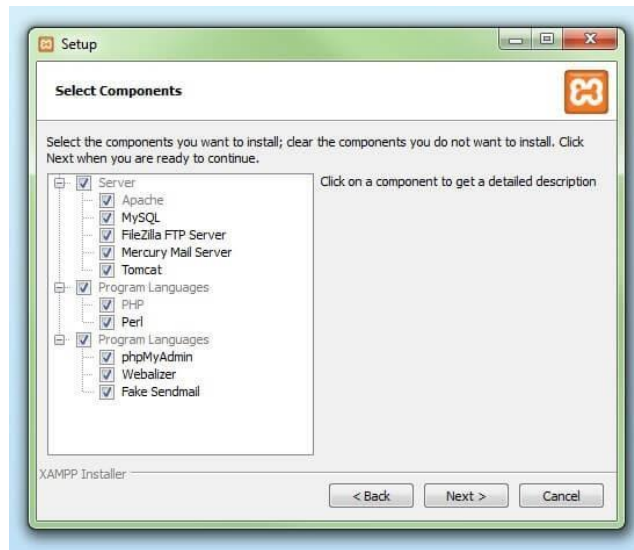 Setup
Select Components
Select the components you want to install; clear the components you do not want to install. Click
Next when you are ready to continue.
Server
Apache
MySQL
FileZilla FTP Server
Mercury Mail Server
Tomcat
Program Languages
PHP
Perl
Program Languages
phpMyAdmin
Webalizer
Fake Sendmail
Click on a component to get a detailed description
XAMPP Installer
< Back
Next >
Cancel